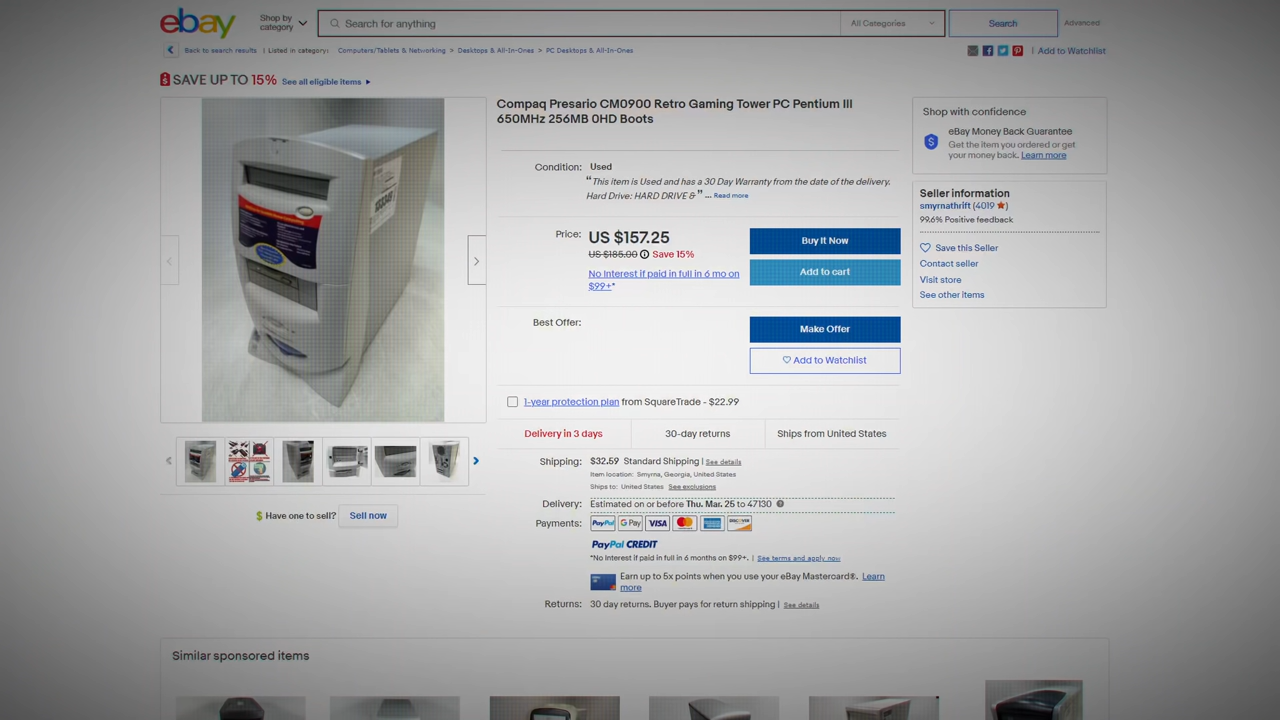 ebay
Shop by
category
Search for anything
All Categories
Search
Advanced
Back to search results | Listed in category: Computers/Tablets & Networking > Desktops & All-In-Ones > PC Desktops & All-In-Ones
| Add to Watchlist
SAVE UP TO 15% See all eligible items
Compaq Presario CM0900 Retro Gaming Tower PC Pentium III
650MHz 256MB 0HD Boots
Condition: Used
“This item is Used and has a 30 Day Warranty from the date of the delivery.
Hard Drive: HARD DRIVE & ” ... Read more
Price: US $157.25
US $185.00 Save 15%
No Interest if paid in full in 6 mo on
$99+*
Buy It Now
Add to cart
Best Offer:
Make Offer
Add to Watchlist
1-year protection plan from SquareTrade - $22.99
Delivery in 3 days
30-day returns
Ships from United States
Shipping: $32.59 Standard Shipping | See details
Item location: Smyrna, Georgia, United States
Ships to: United States See exclusions
Delivery: Estimated on or before Thu. Mar. 25 to 47130
Payments: PayPal G Pay VISA
PayPal CREDIT
*No Interest if paid in full in 6 months on $99+. | See terms and apply now
Earn up to 5x points when you use your eBay Mastercard®. Learn
more
Returns: 30 day returns. Buyer pays for return shipping | See details
Shop with confidence
eBay Money Back Guarantee
Get the item you ordered or get
your money back. Learn more
Seller information
smyrnathrift (4019)
99.6% Positive feedback
Save this Seller
Contact seller
Visit store
See other items
$ Have one to sell? Sell now
Similar sponsored items